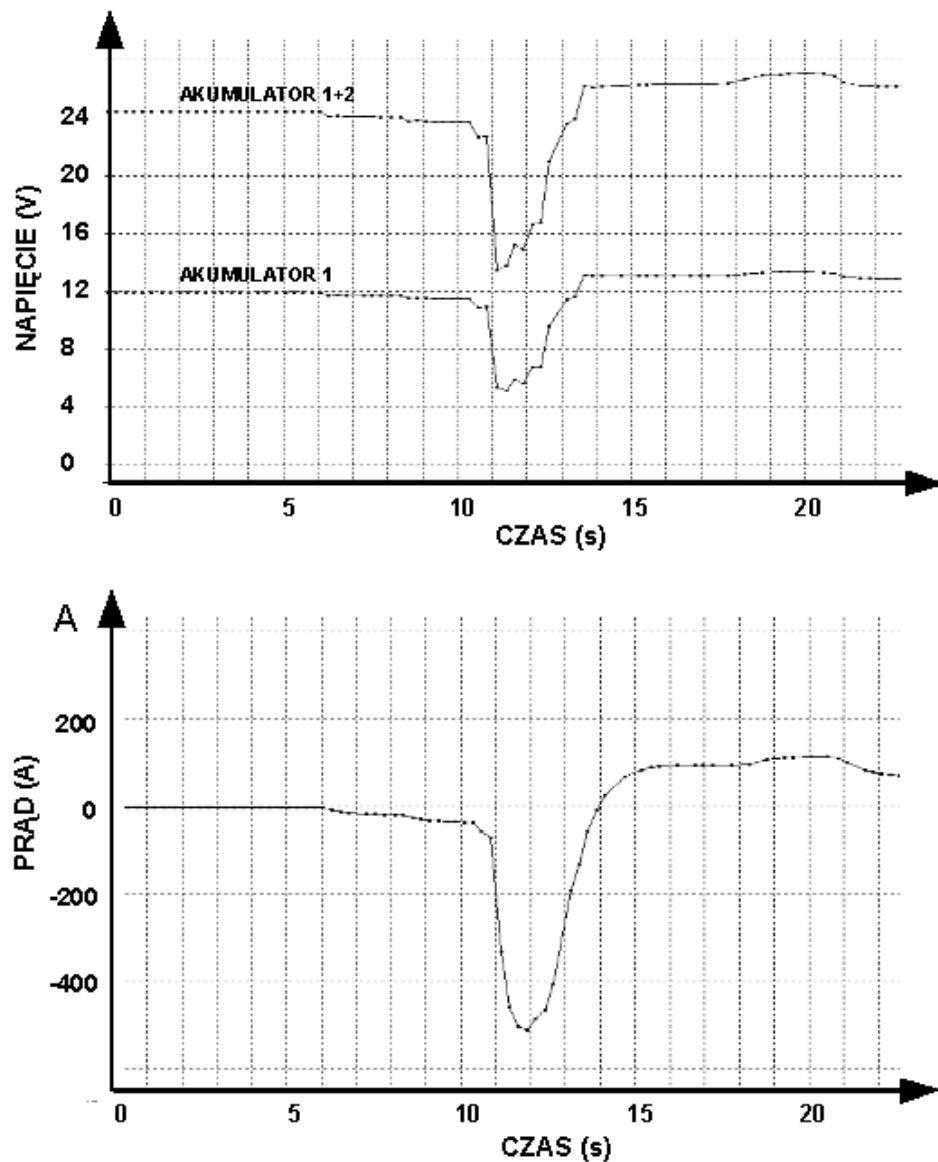 AKUMULATOR 1+2
24
20
16
AKUMULATOR 1
12
8
4
0
NAPIĘCIE (V)
0 5 10 15 20
CZAS (s)
A
200
0
-200
-400
PRĄD (A)
0 5 10 15 20
CZAS (s)